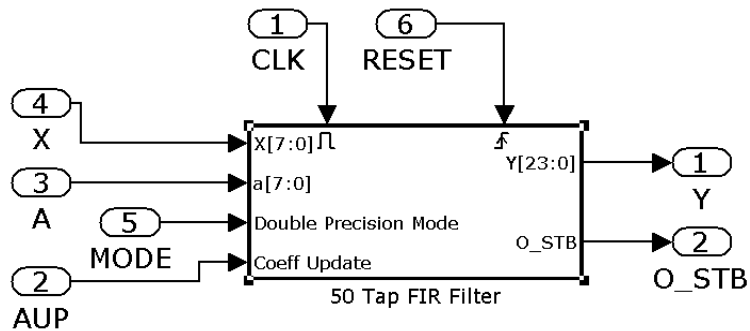 1
CLK
6
RESET
4
X
X[7:0]
3
A
a[7:0]
5
MODE
Double Precision Mode
2
AUP
Coeff Update
Y[23:0]
1
Y
O_STB
2
O_STB
50 Tap FIR Filter